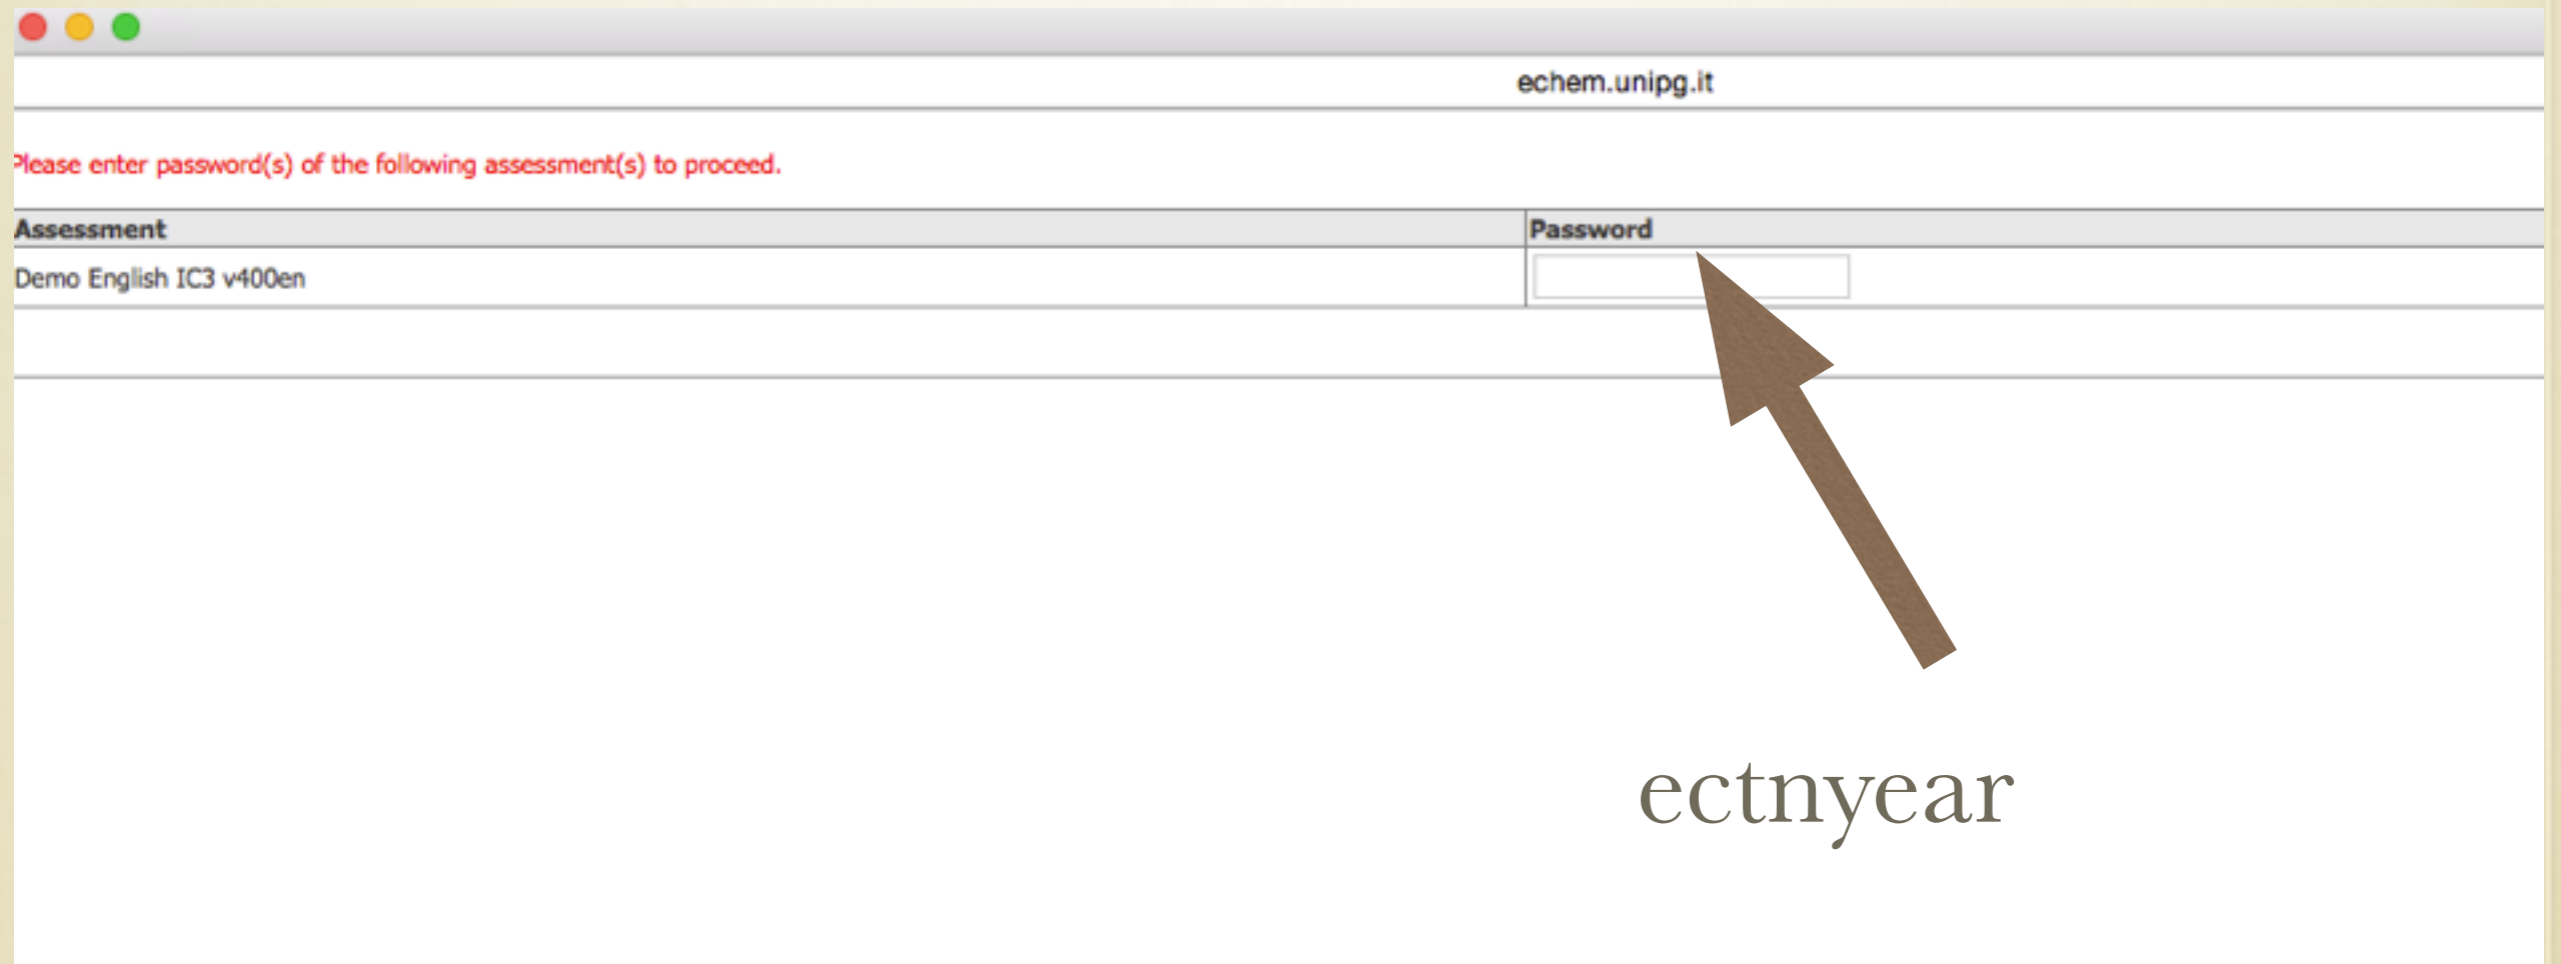 echem.unipg.it
Please enter password(s) of the following assessment(s) to proceed.
Assessment Password
Demo English IC3 v400en
ectnyear